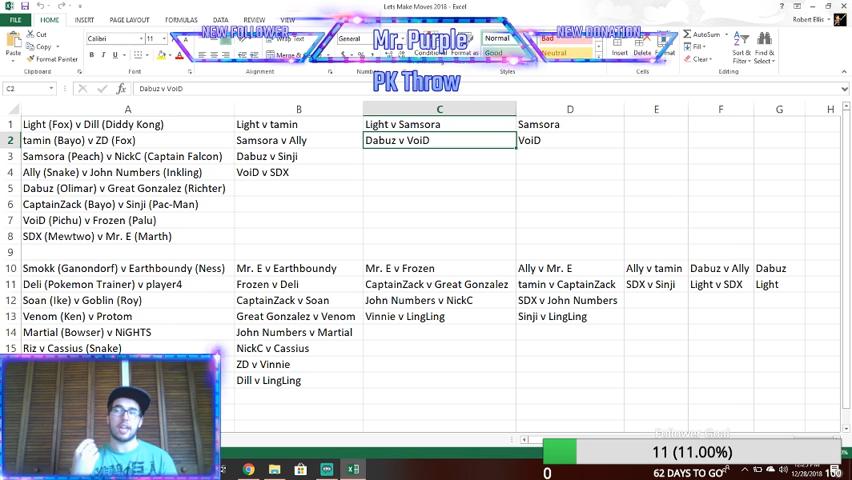 Lets Make Moves 2018 - Excel
Robert Ellis
FILE HOME INSERT PAGE LAYOUT FORMULAS DATA REVIEW VIEW
NEW FOLLOWER
Mr. Purple
NEW DONATION
PK Throw
Cut
Copy
Paste
Format Painter
Clipboard
Calibri 11
B I U
Font
Wrap Text
Alignment
General
Normal Bad
Good Neutral
Styles
Insert Delete Format
Cells
AutoSum
Fill
Clear
Sort & Filter
Find & Select
Editing
C2 Dabuz v VoiD
A B C D E F G H
1 Light (Fox) v Dill (Diddy Kong) Light v tamin Light v Samsora Samsora
2 tamin (Bayo) v ZD (Fox) Samsora v Ally Dabuz v VoiD VoiD
3 Samsora (Peach) v NickC (Captain Falcon) Dabuz v Sinji
4 Ally (Snake) v John Numbers (Inkling) VoiD v SDX
5 Dabuz (Olimar) v Great Gonzalez (Richter)
6 CaptainZack (Bayo) v Sinji (Pac-Man)
7 VoiD (Pichu) v Frozen (Palu)
8 SDX (Mewtwo) v Mr. E (Marth)
9
10 Smokk (Ganondorf) v Earthboundy (Ness) Mr. E v Earthboundy Mr. E v Frozen Ally v Mr. E Ally v tamin Dabuz v Ally Dabuz
11 Deli (Pokemon Trainer) v player4 Frozen v Deli CaptainZack v Great Gonzalez tamin v CaptainZack SDX v Sinji Light v SDX Light
12 Soan (Ike) v Goblin (Roy) CaptainZack v Soan John Numbers v NickC SDX v John Numbers
13 Venom (Ken) v Protom Great Gonzalez v Venom Vinnie v LingLing Sinji v LingLing
14 Martial (Bowser) v NiGHTS John Numbers v Martial
15 Riz v Cassius (Snake) NickC v Cassius
ZD v Vinnie
Dill v LingLing
Follower Goal
11 (11.00%)
0 62 DAYS TO GO 100
12/28/2018